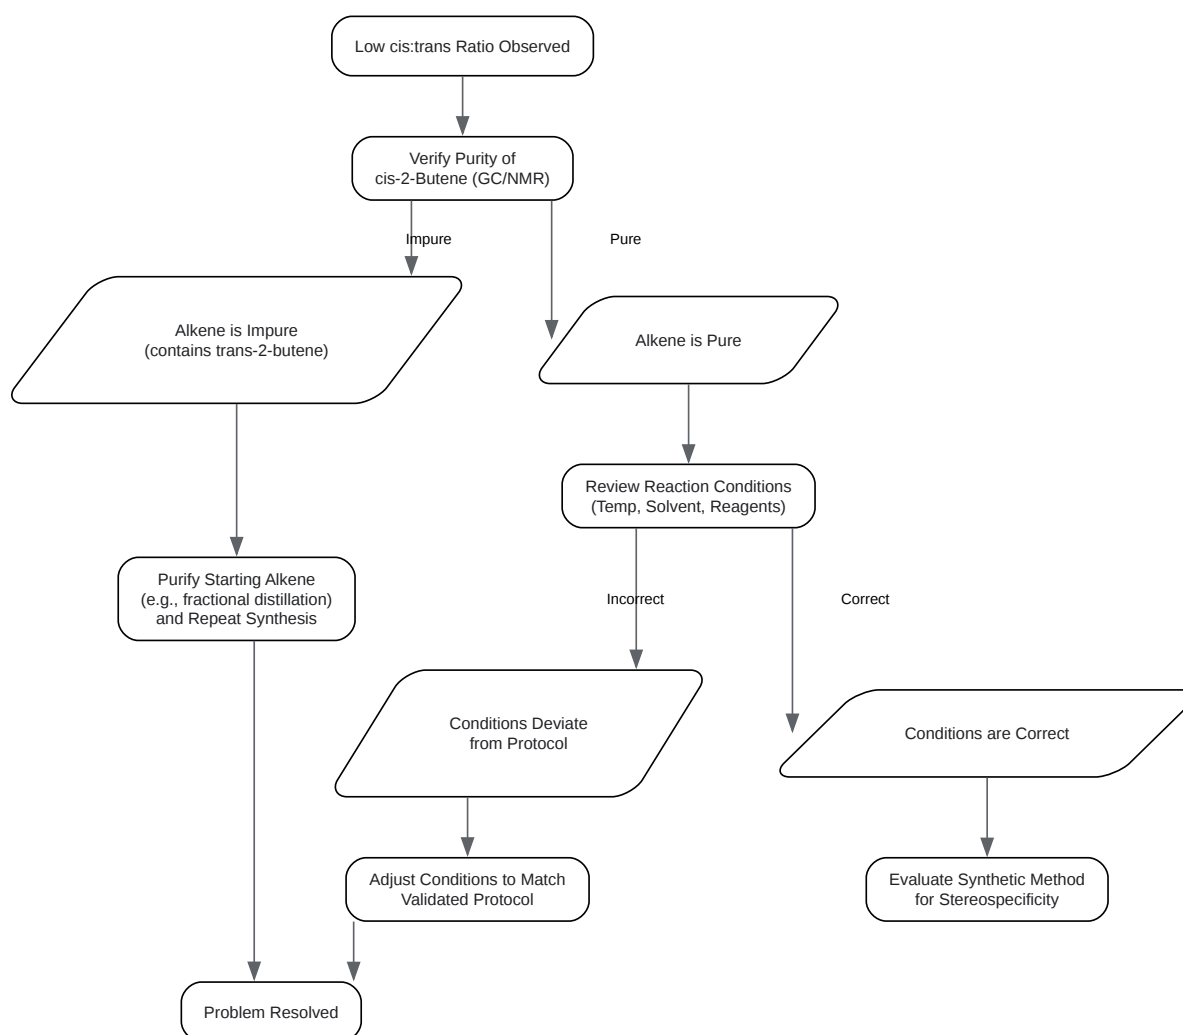 Low cis:trans Ratio Observed
Verify Purity of
cis-2-Butene (GC/NMR)
Impure
Pure
Alkene is Impure
(contains trans-2-butene)
Alkene is Pure
Review Reaction Conditions
(Temp, Solvent, Reagents)
Purify Starting Alkene
(e.g., fractional distillation)
and Repeat Synthesis
Incorrect
Correct
Conditions Deviate
from Protocol
Conditions are Correct
Adjust Conditions to Match
Validated Protocol
Evaluate Synthetic Method
for Stereospecificity
Problem Resolved